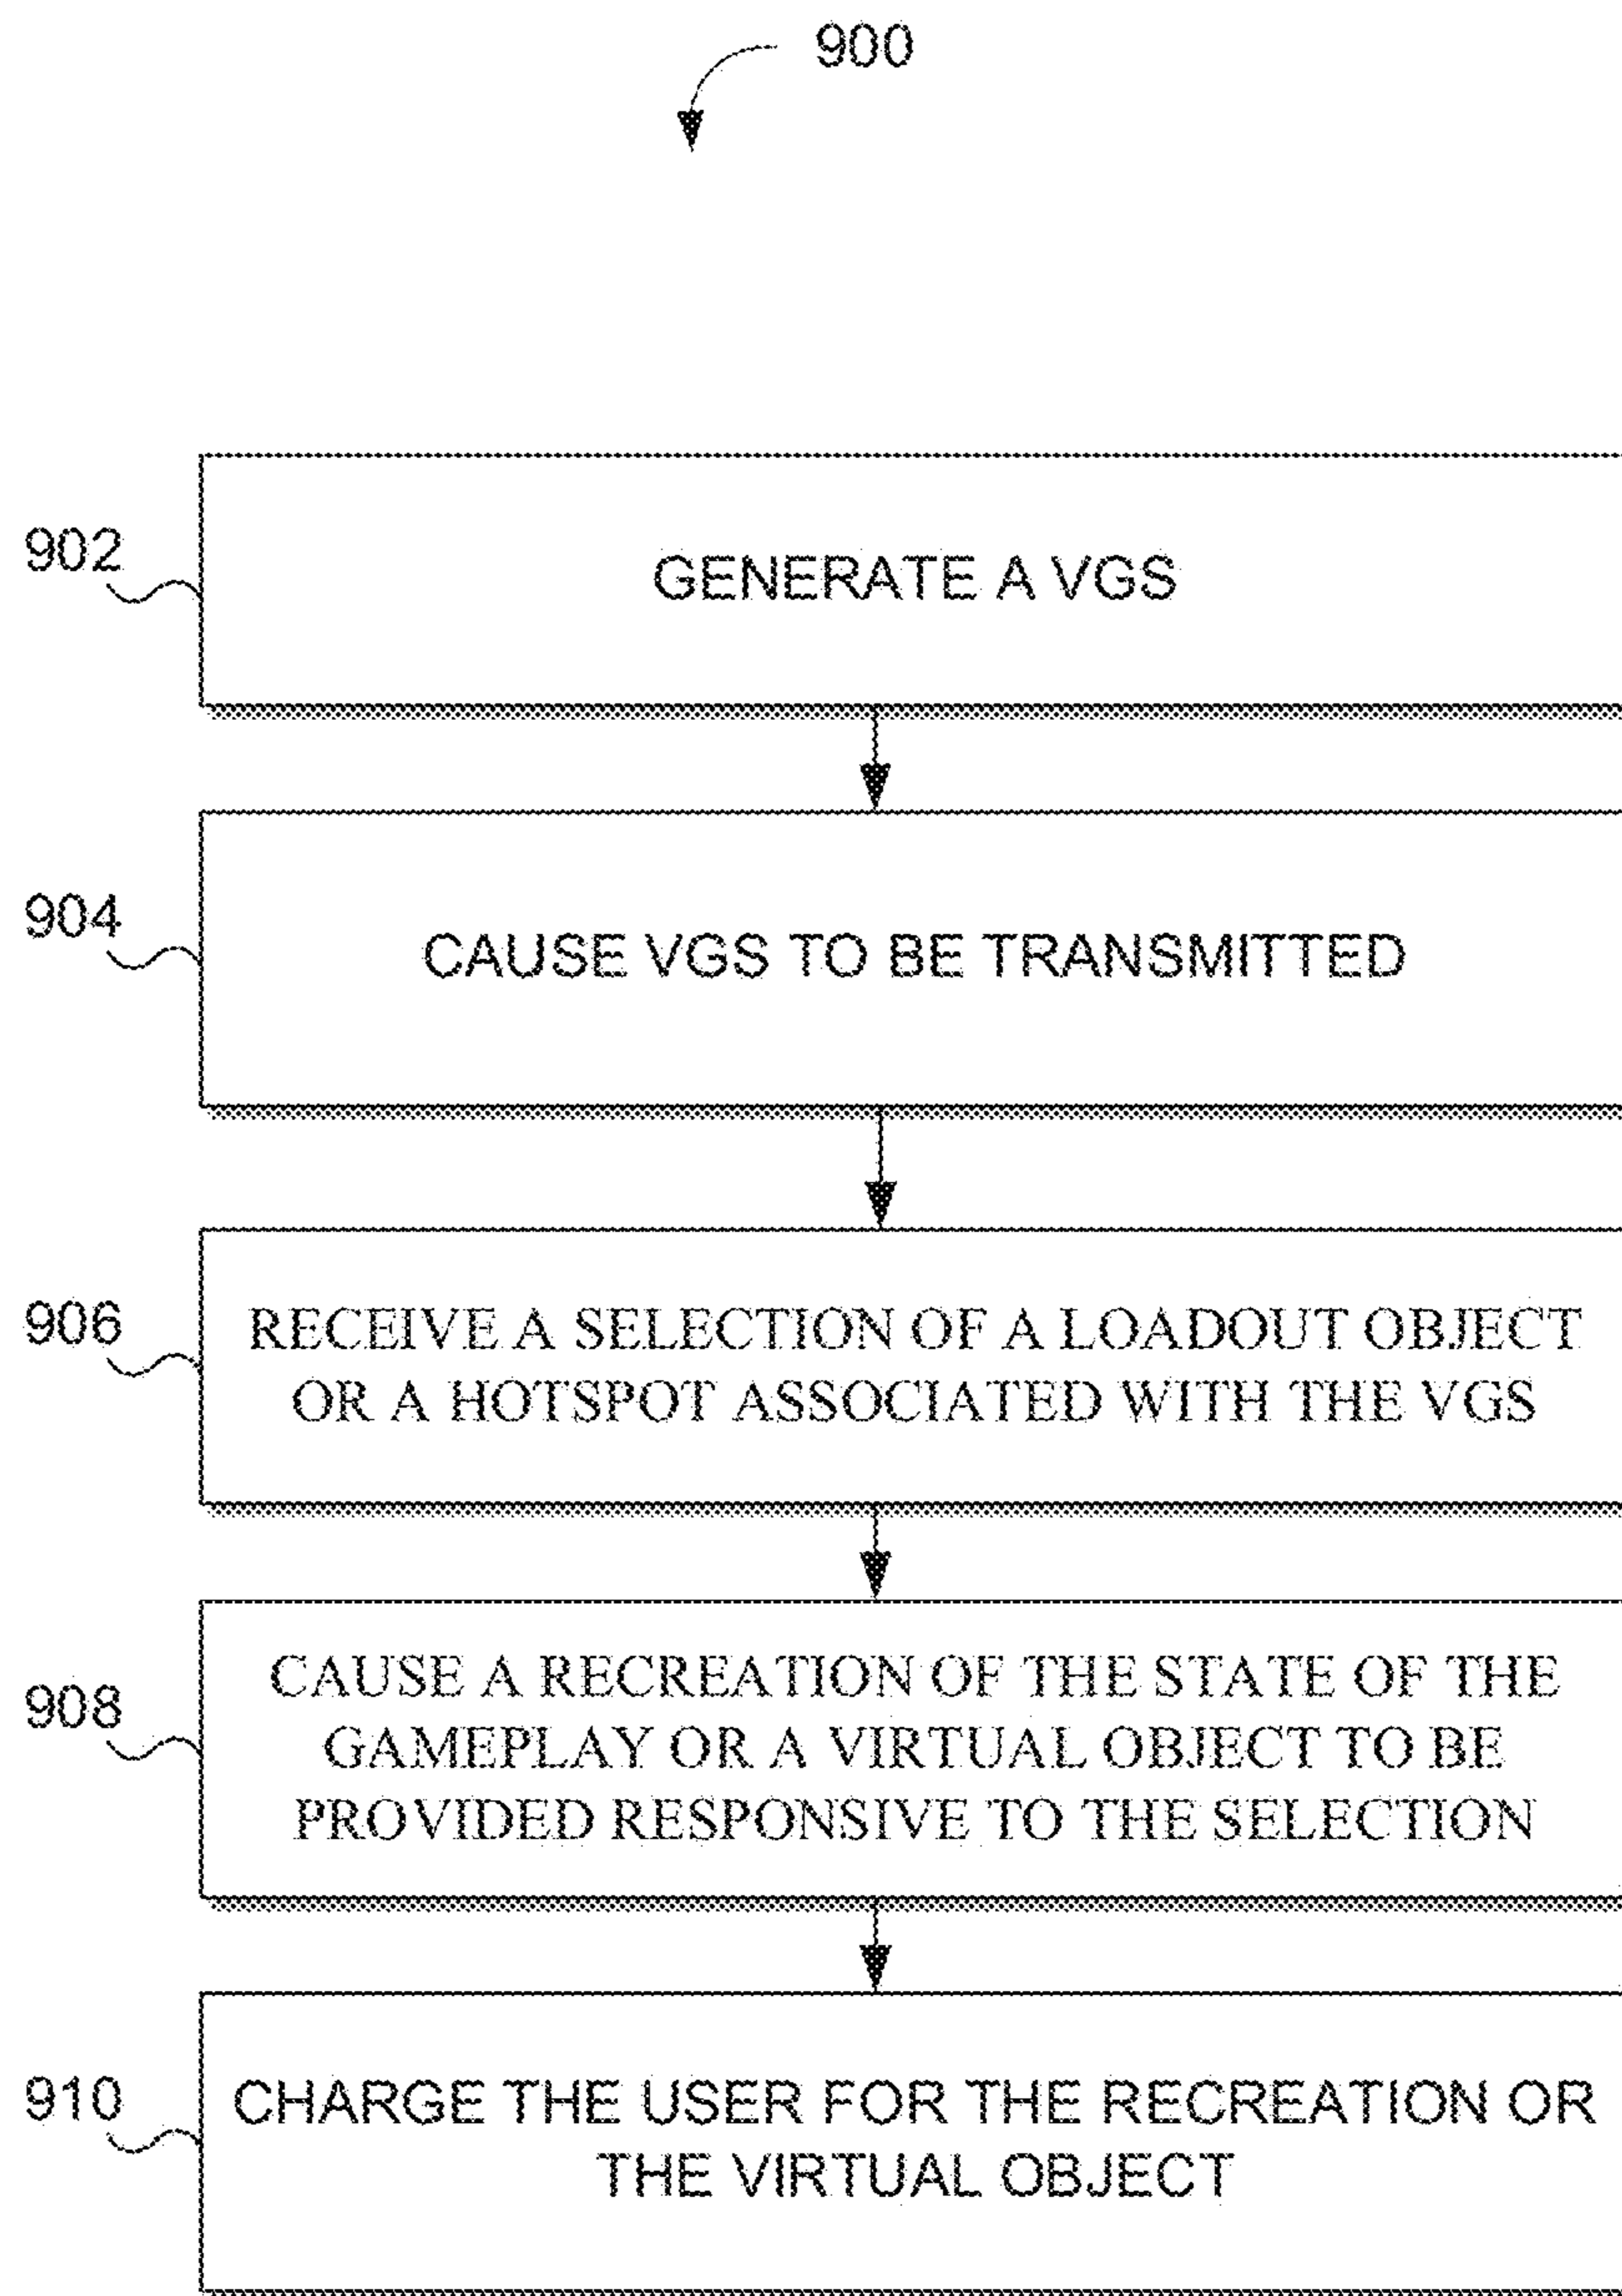 900
902
GENERATE A VGS
904
CAUSE VGS TO BE TRANSMITTED
906
RECEIVE A SELECTION OF A LOADOUT OBJECT
OR A HOTSPOT ASSOCIATED WITH THE VGS
908
CAUSE A RECREATION OF THE STATE OF THE
GAMEPLAY OR A VIRTUAL OBJECT TO BE
PROVIDED RESPONSIVE TO THE SELECTION
910
CHARGE THE USER FOR THE RECREATION OR
THE VIRTUAL OBJECT